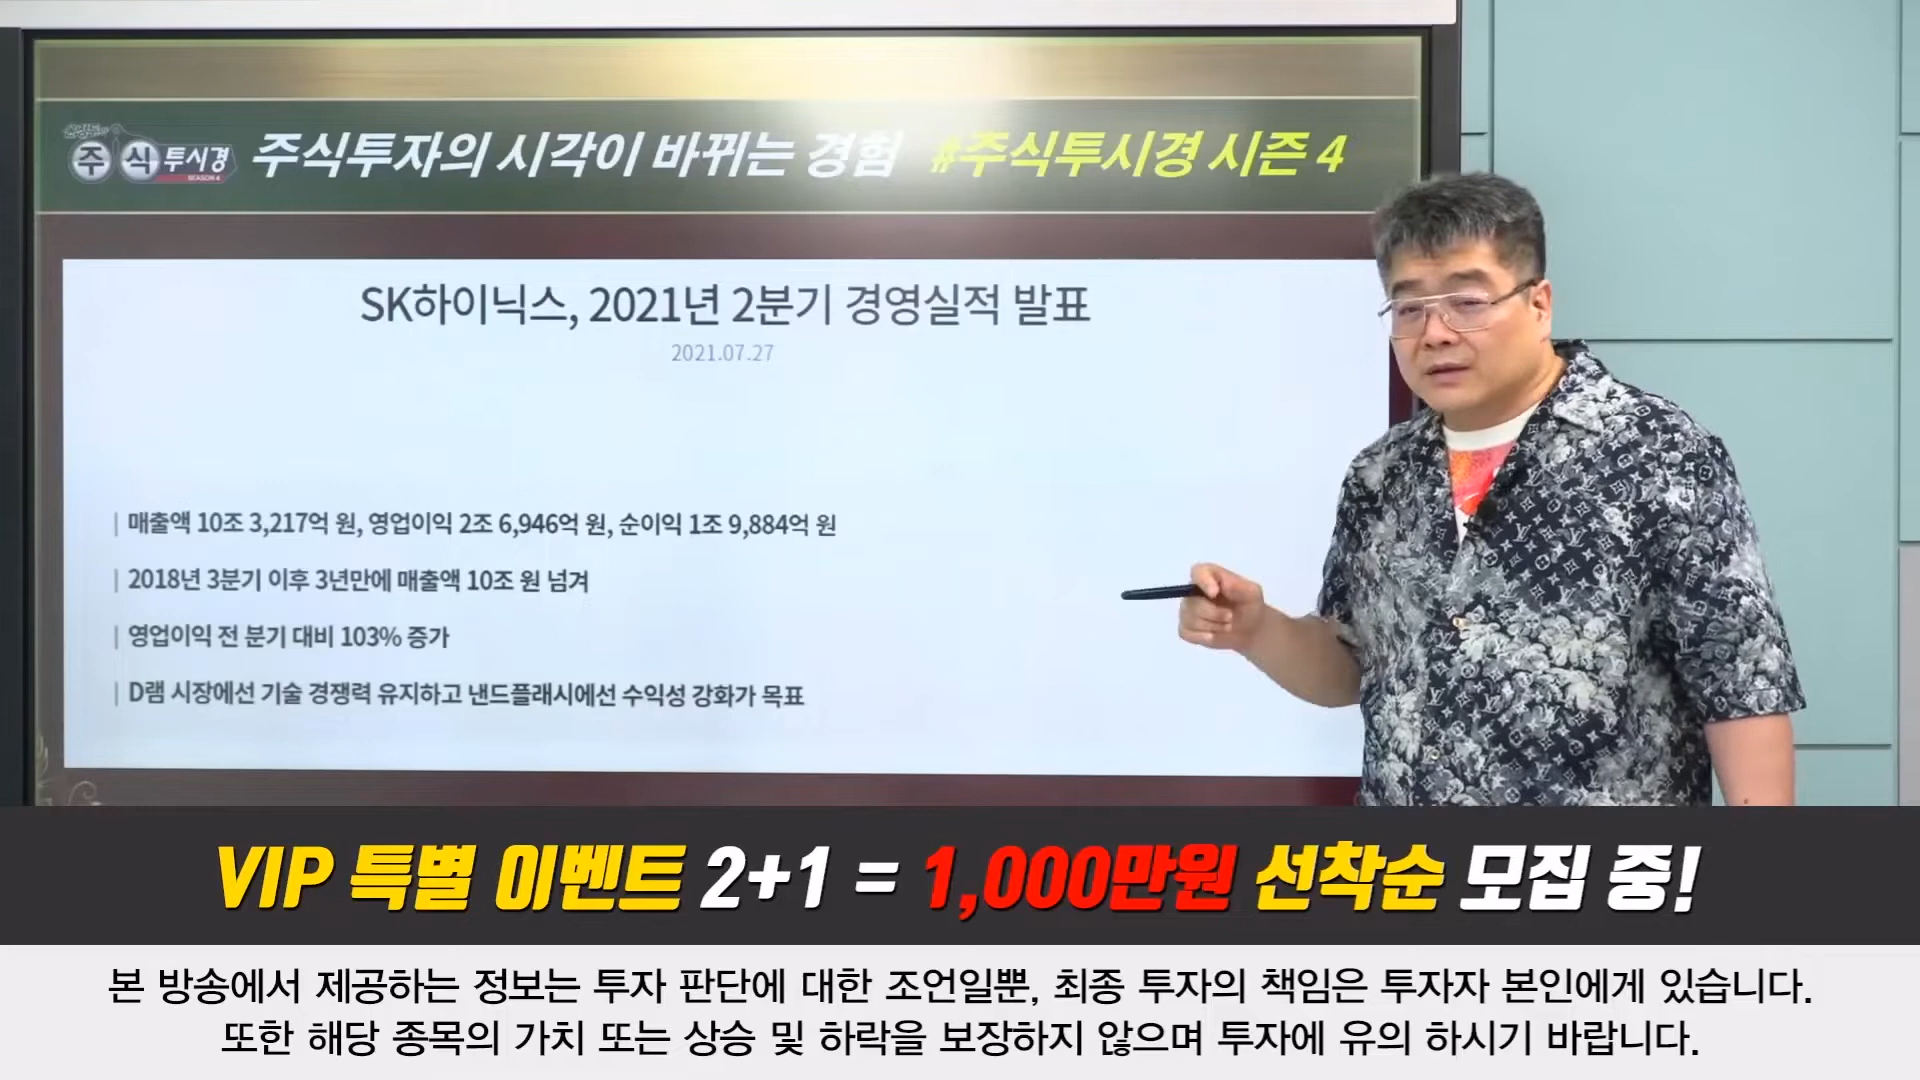 주식투시경
SEASON 4
주식투자의 시각이 바뀌는 경험 #주식투시경 시즌 4
SK하이닉스, 2021년 2분기 경영실적 발표
2021.07.27
| 매출액 10조 3,217억 원, 영업이익 2조 6,946억 원, 순이익 1조 9,884억 원
| 2018년 3분기 이후 3년만에 매출액 10조 원 넘겨
| 영업이익 전 분기 대비 103% 증가
| D램 시장에선 기술 경쟁력 유지하고 낸드플래시에선 수익성 강화가 목표
VIP 특별 이벤트 2+1 = 1,000만원 선착순 모집 중!
본 방송에서 제공하는 정보는 투자 판단에 대한 조언일뿐, 최종 투자의 책임은 투자자 본인에게 있습니다.
또한 해당 종목의 가치 또는 상승 및 하락을 보장하지 않으며 투자에 유의 하시기 바랍니다.